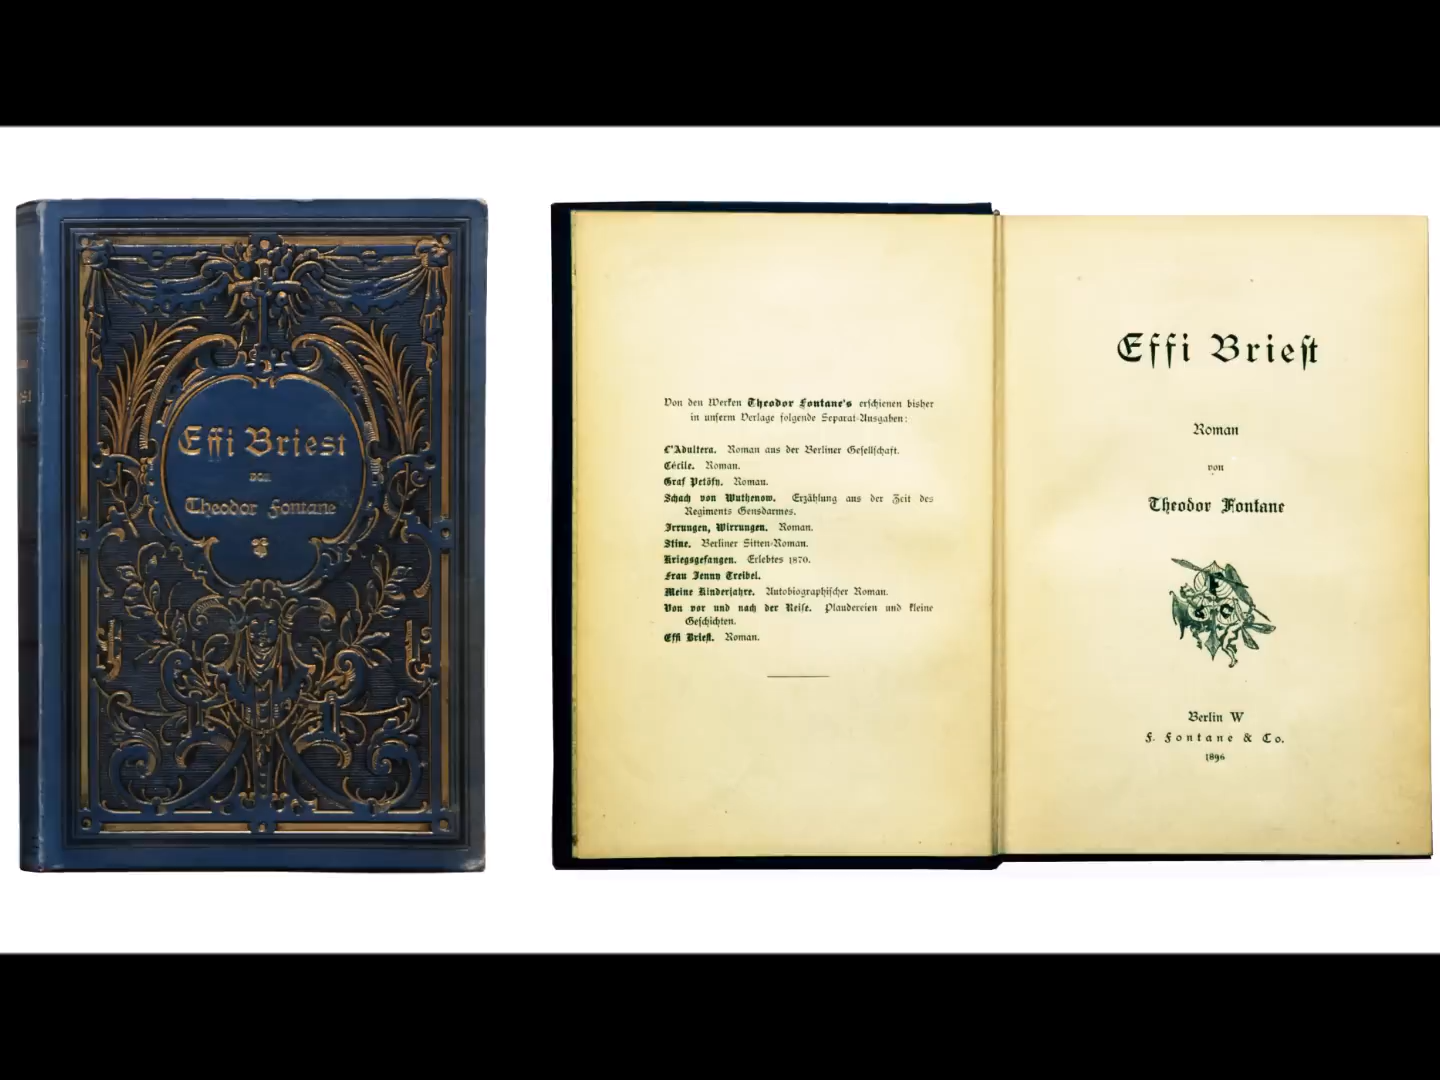 Effi Briest
von
Theodor Fontane
Von den Werken Theodor Fontane's erschienen bisher
in unserm Verlage folgende Separat-Ausgaben:
L'Adultera. Roman aus der Berliner Gesellschaft.
Cécile. Roman.
Graf Petöfy. Roman.
Schach von Wuthenow. Erzählung aus der Zeit des
Regiments Gensdarmes.
Irrungen, Wirrungen. Roman.
Stine. Berliner Sitten-Roman.
Kriegsgefangen. Erlebtes 1870.
Frau Jenny Treibel.
Meine Kinderjahre. Autobiographischer Roman.
Von vor und nach der Reise. Plaudereien und kleine
Geschichten.
Effi Briest. Roman.
Effi Briest
Roman
von
Theodor Fontane
F
& C
Berlin W
F. Fontane & Co.
1896